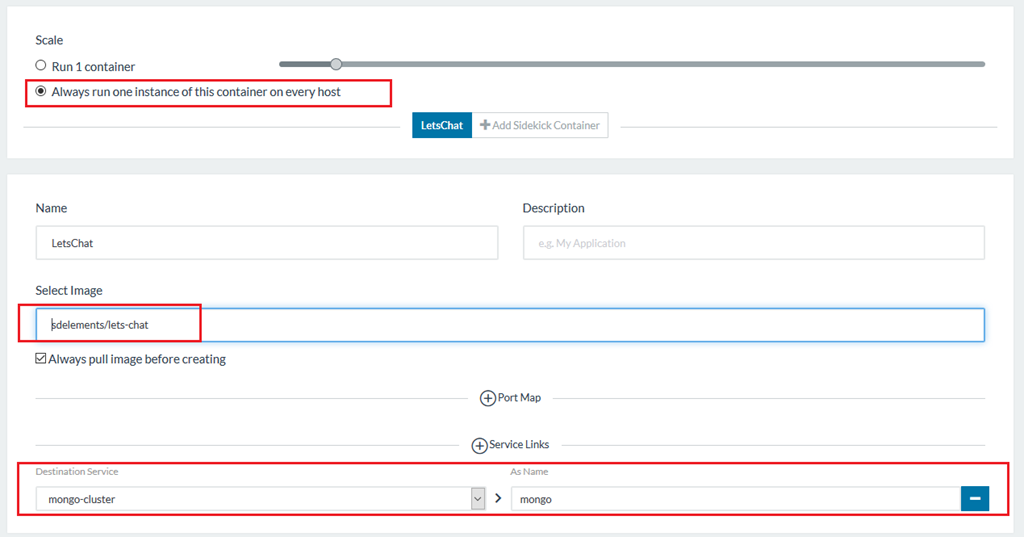 Scale
Run 1 container
Always run one instance of this container on every host
LetsChat
Add Sidekick Container
Name
Description
LetsChat
e.g. My Application
Select Image
sdelements/lets-chat
Always pull image before creating
Port Map
Service Links
Destination Service
As Name
mongo-cluster
mongo